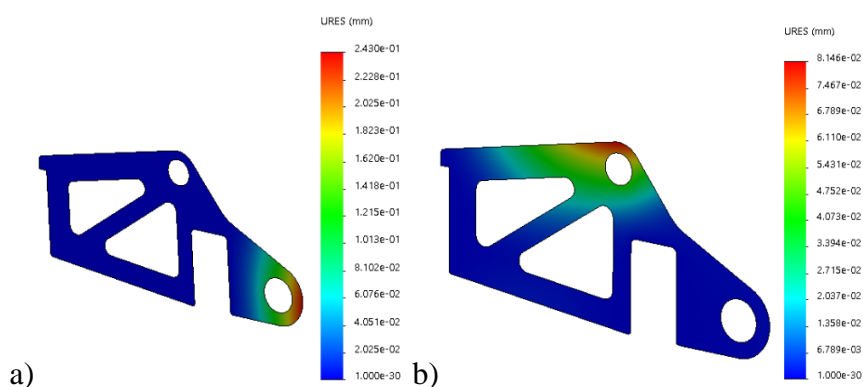 URES (mm)
2.430e-01
2.228e-01
2.025e-01
1.823e-01
1.620e-01
1.418e-01
1.215e-01
1.013e-01
8.102e-02
6.076e-02
4.051e-02
2.025e-02
1.000e-30
a)
URES (mm)
8.146e-02
7.467e-02
6.789e-02
6.110e-02
5.431e-02
4.752e-02
4.073e-02
3.394e-02
2.715e-02
2.037e-02
1.358e-02
6.789e-03
1.000e-30
b)